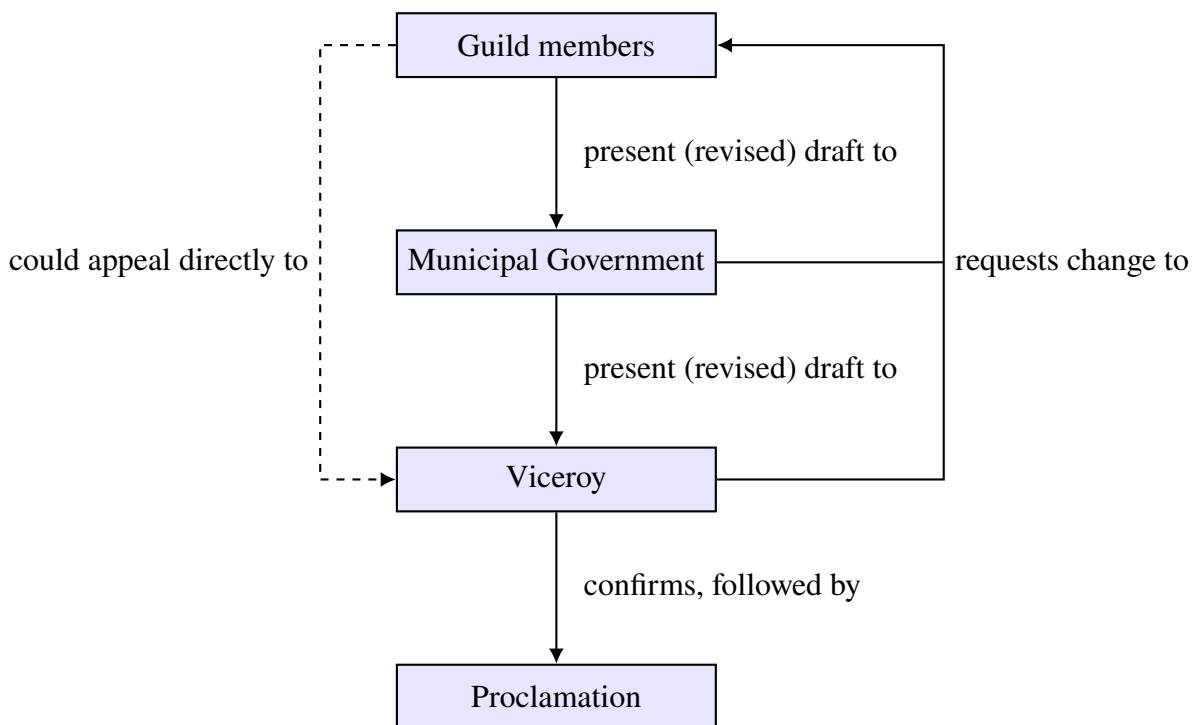 Guild members
present (revised) draft to
could appeal directly to
Municipal Government
requests change to
present (revised) draft to
Viceroy
confirms, followed by
Proclamation